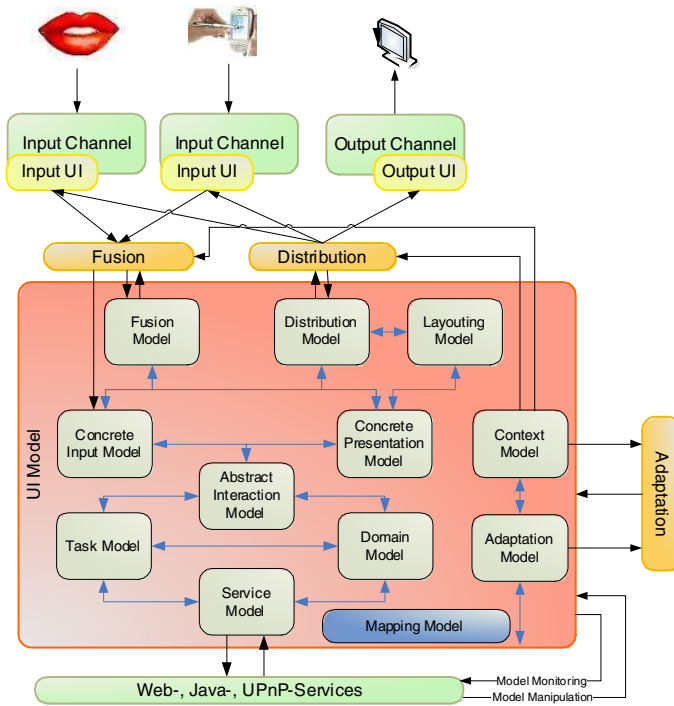 Input Channel
Input UI
Input Channel
Input UI
Output Channel
Output UI
Fusion
Distribution
Fusion
Model
Distribution
Model
Layouting
Model
UI Model
Concrete
Input Model
Concrete
Presentation
Model
Context
Model
Adaptation
Abstract
Interaction
Model
Task Model
Domain
Model
Adaptation
Model
Service
Model
Mapping Model
Web-, Java-, UPnP-Services
Model Monitoring
Model Manipulation